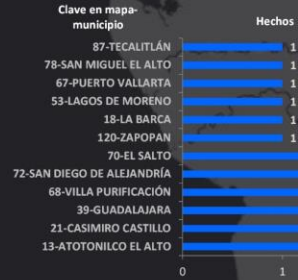 Clave en mapa-
municipio
Hechos
87-TECALITLÁN 1
78-SAN MIGUEL EL ALTO 1
67-PUERTO VALLARTA 1
53-LAGOS DE MORENO 1
18-LA BARCA 1
120-ZAPOPAN 1
70-EL SALTO
72-SAN DIEGO DE ALEJANDRÍA
68-VILLA PURIFICACIÓN
39-GUADALAJARA
21-CASIMIRO CASTILLO
13-ATOTONILCO EL ALTO
0 1